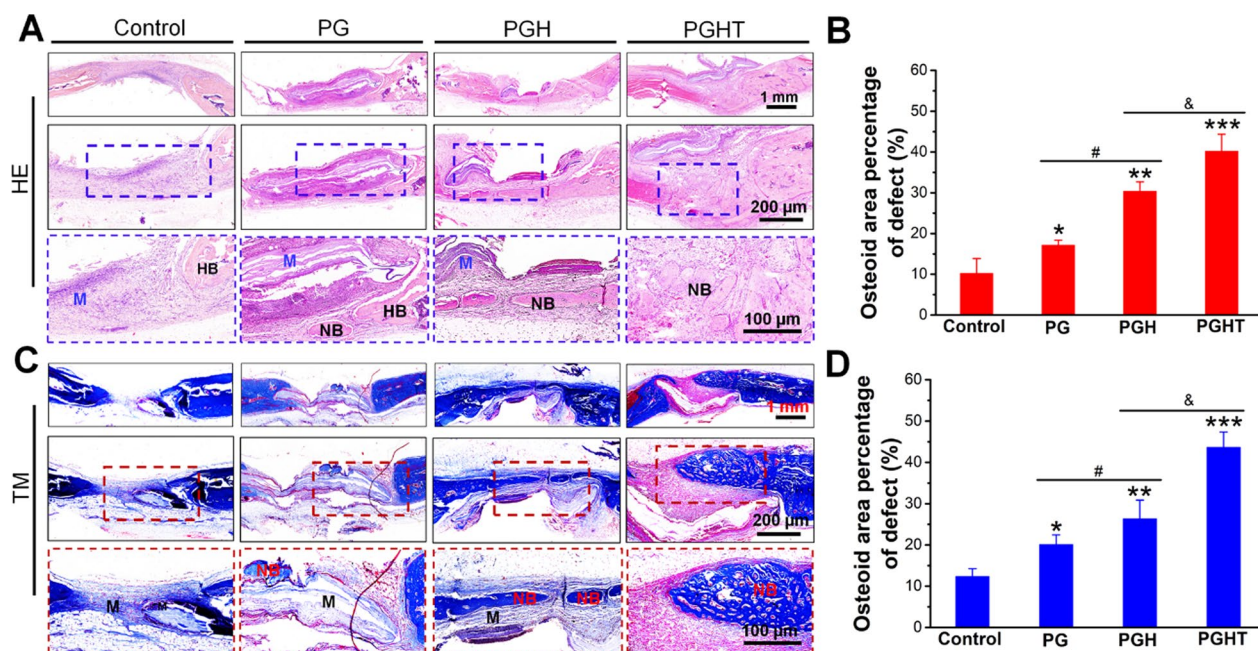 A
Control
PG
PGH
PGHT
HE
1 mm
200 µm
M
HB
M
HB
NB
M
NB
NB
100 µm
B
Osteoid area percentage
of defect (%)
60
50
40
30
20
10
0
*
#
**
&
***
Control
PG
PGH
PGHT
C
TM
1 mm
200 µm
M
M
NB
M
NB
NB
M
NB
100 µm
D
Osteoid area percentage
of defect (%)
60
50
40
30
20
10
0
*
#
**
&
***
Control
PG
PGH
PGHT